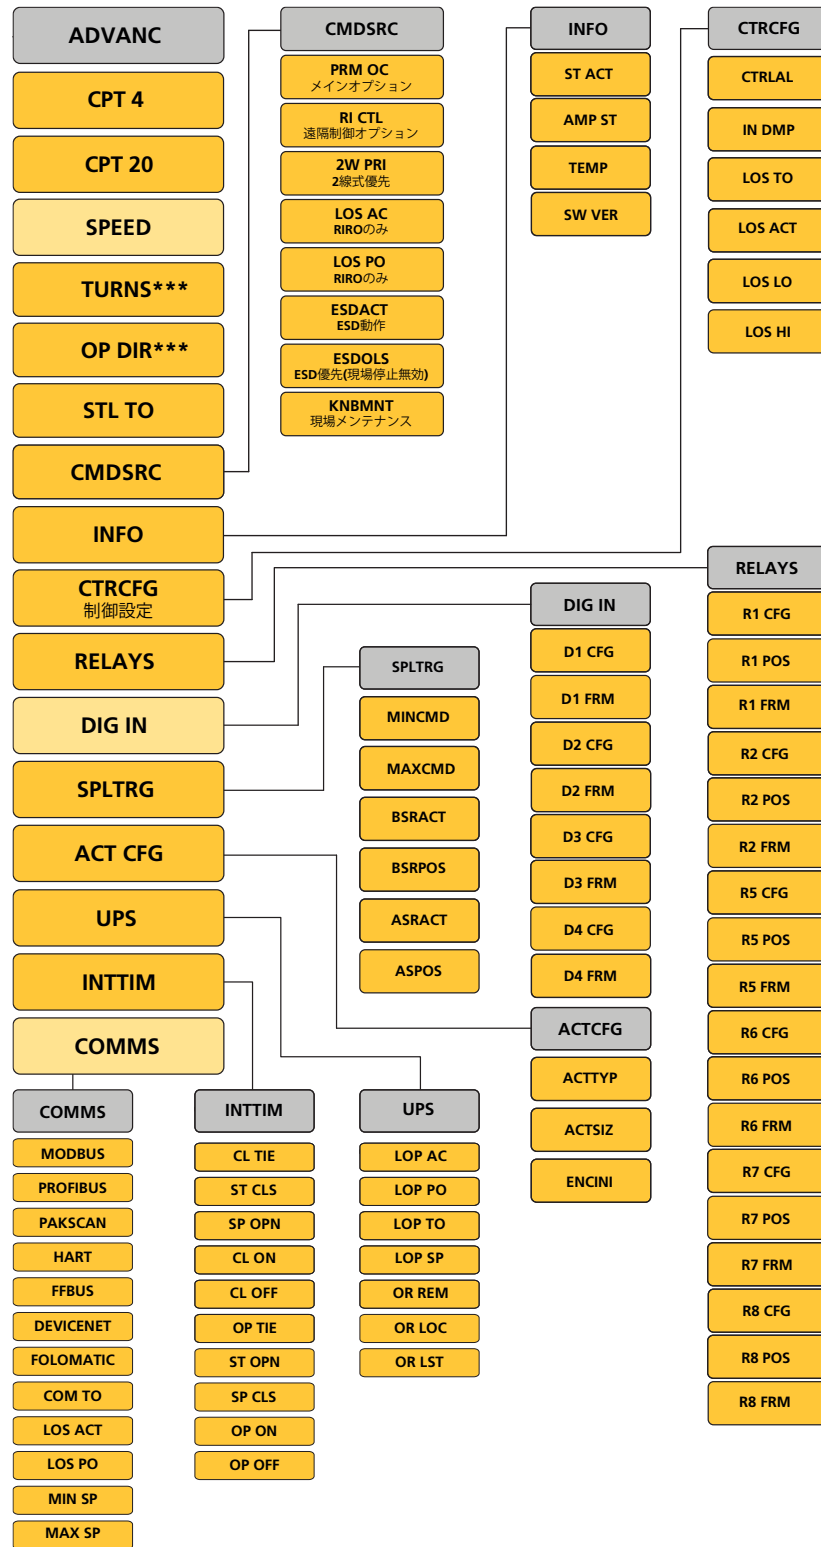 ADVANC
CPT 4
CPT 20
SPEED
TURNS***
OP DIR***
STL TO
CMDSRC
INFO
CTRCFG
制御設定
RELAYS
DIG IN
SPLTRG
ACT CFG
UPS
INTTIM
COMMS
CMDSRC
PRM OC
メインオプション
RI CTL
遠隔制御オプション
2W PRI
2線式優先
LOS AC
RIROのみ
LOS PO
RIROのみ
ESDACT
ESD動作
ESDOLS
ESD優先(現場停止無効)
KNBMNT
現場メンテナンス
INFO
ST ACT
AMP ST
TEMP
SW VER
CTRCFG
CTRLAL
IN DMP
LOS TO
LOS ACT
LOS LO
LOS HI
RELAYS
R1 CFG
R1 POS
R1 FRM
R2 CFG
R2 POS
R2 FRM
R5 CFG
R5 POS
R5 FRM
R6 CFG
R6 POS
R6 FRM
R7 CFG
R7 POS
R7 FRM
R8 CFG
R8 POS
R8 FRM
DIG IN
D1 CFG
D1 FRM
D2 CFG
D2 FRM
D3 CFG
D3 FRM
D4 CFG
D4 FRM
SPLTRG
MINCMD
MAXCMD
BSRACT
BSRPOS
ASRACT
ASPOS
ACTCFG
ACTTYP
ACTSIZ
ENCINI
UPS
LOP AC
LOP PO
LOP TO
LOP SP
OR REM
OR LOC
OR LST
INTTIM
CL TIE
ST CLS
SP OPN
CL ON
CL OFF
OP TIE
ST OPN
SP CLS
OP ON
OP OFF
COMMS
MODBUS
PROFIBUS
PAKSCAN
HART
FFBUS
DEVICENET
FOLOMATIC
COM TO
LOS ACT
LOS PO
MIN SP
MAX SP